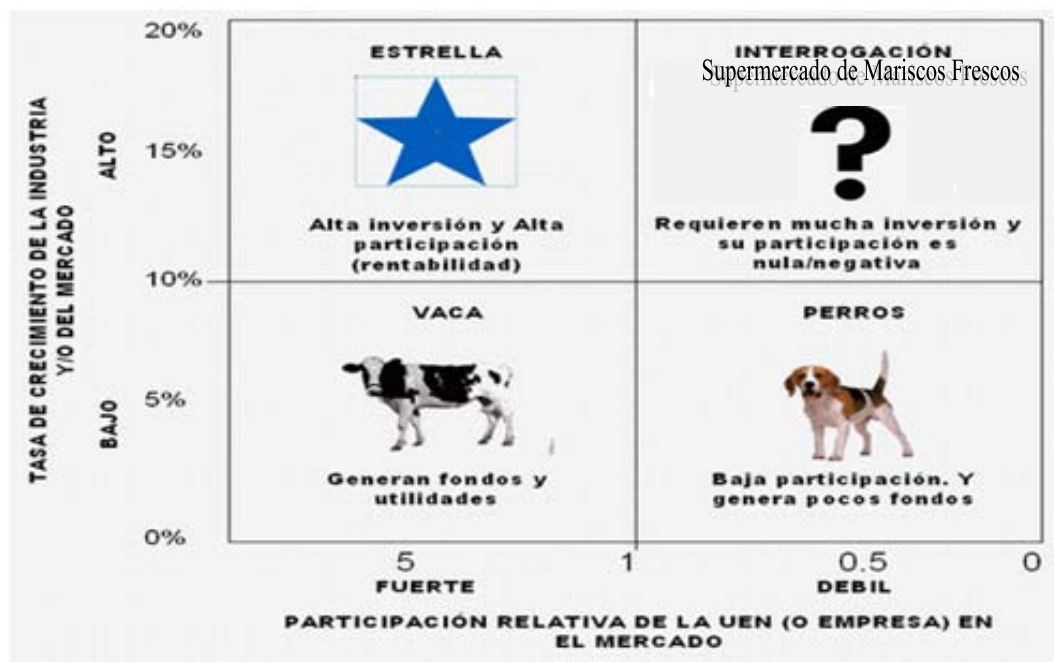 TASA DE CRECIMIENTO DE LA INDUSTRIA
Y/O DEL MERCADO
ALTO
BAJO
20%
15%
10%
5%
0%
ESTRELLA
Alta inversión y Alta
participación
(rentabilidad)
INTERROGACIÓN
Supermercado de Mariscos Frescos
?
Requieren mucha inversión y
su participación es
nula/negativa
VACA
Generan fondos y
utilidades
PERROS
Baja participación. Y
genera pocos fondos
5
1
0.5
0
FUERTE
DEBIL
PARTICIPACIÓN RELATIVA DE LA UEN (O EMPRESA) EN
EL MERCADO